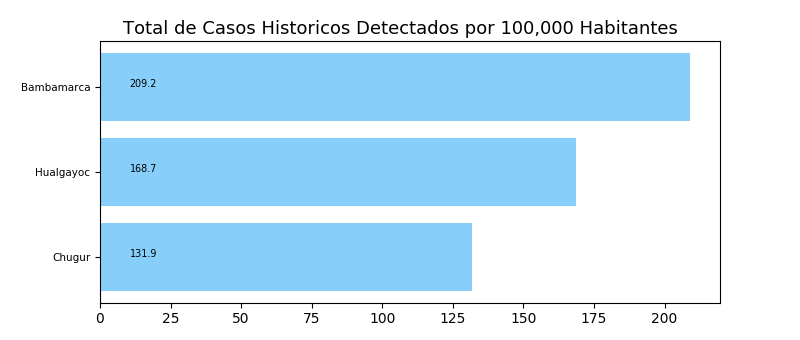 Total de Casos Historicos Detectados por 100,000 Habitantes
Bambamarca
209.2
Hualgayoc
168.7
Chugur
131.9
0 25 50 75 100 125 150 175 200